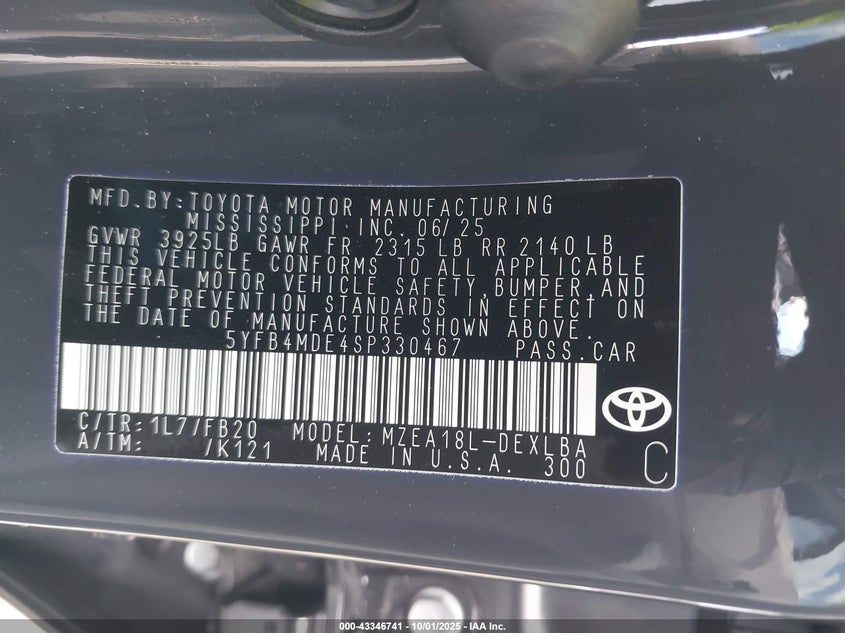 MFD.BY:TOYOTA MOTOR MANUFACTURING
MISSISSIPPI INC. 06/25
GVWR 3925LB GAWR FR 2315 LB RR 2140 LB
THIS VEHICLE CONFORMS TO ALL APPLICABLE
FEDERAL MOTOR VEHICLE SAFETY,BUMPER,AND
THEFT PREVENTION STANDARDS IN EFFECT ON
THE DATE OF MANUFACTURE SHOWN ABOVE.
5YFB4MDE4SP330467 PASS.CAR
C/TR:1L7/FB20 MODEL:MZEA18L-DEXLBA
A/TM: /K121 MADE IN U.S.A. 300
C
000-43346741 - 10/01/2025 - IAA Inc.